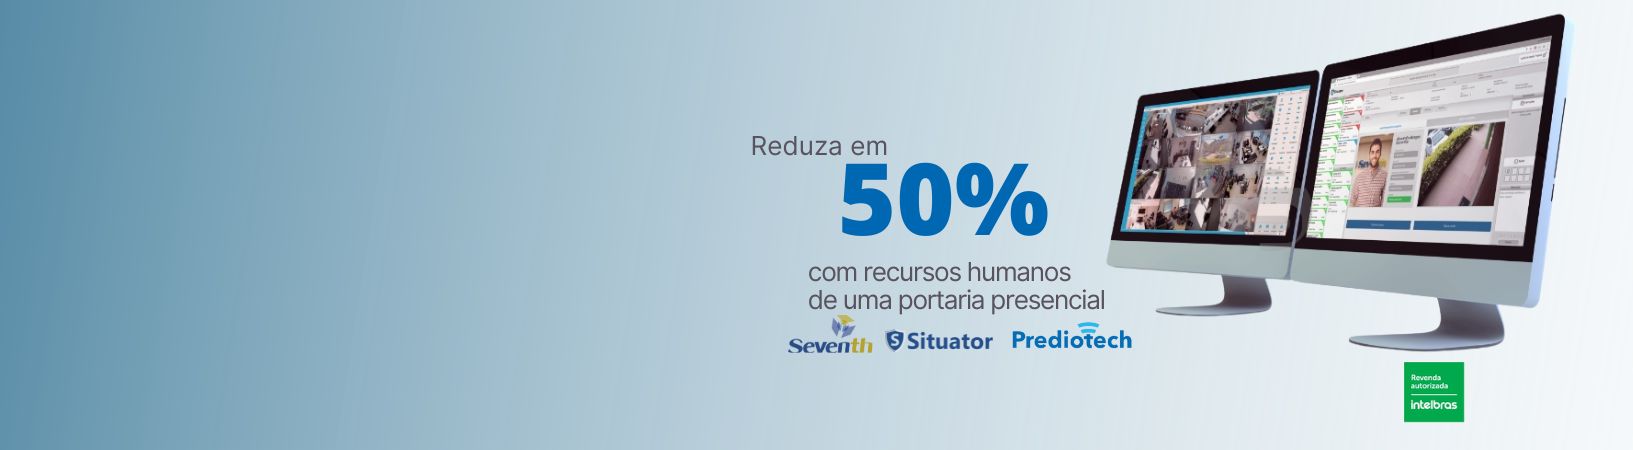 Reduza em
50%
com recursos humanos
de uma portaria presencial
Seventh
Situator
Prediotech
Revenda
autorizada
intelbras